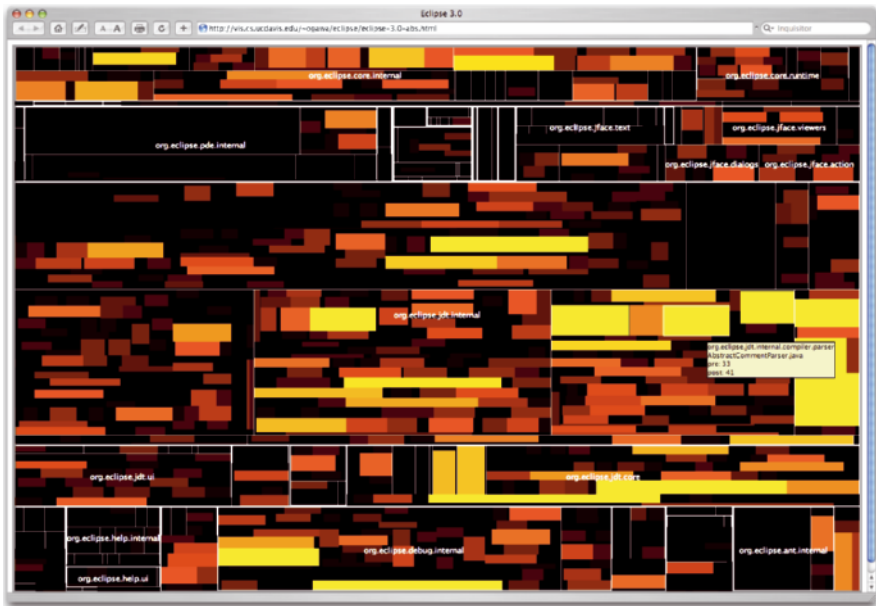 Eclipse 3.0
A A
http://vis.cs.ucdavis.edu/~ogawa/eclipse/eclipse-3.0-abs.html
Inquisitor
org.eclipse.core.internal
org.eclipse.core.runtime
org.eclipse.pde.internal
org.eclipse.jface.text
org.eclipse.jface.viewers
org.eclipse.jface.dialogs
org.eclipse.jface.action
org.eclipse.jdt.internal
org.eclipse.jdt.internal.compiler.parser
AbstractCommentParser.java
pre: 33
post: 41
org.eclipse.jdt.ui
org.eclipse.jdt.core
org.eclipse.help.internal
org.eclipse.debug.internal
org.eclipse.ant.internal
org.eclipse.help.ui